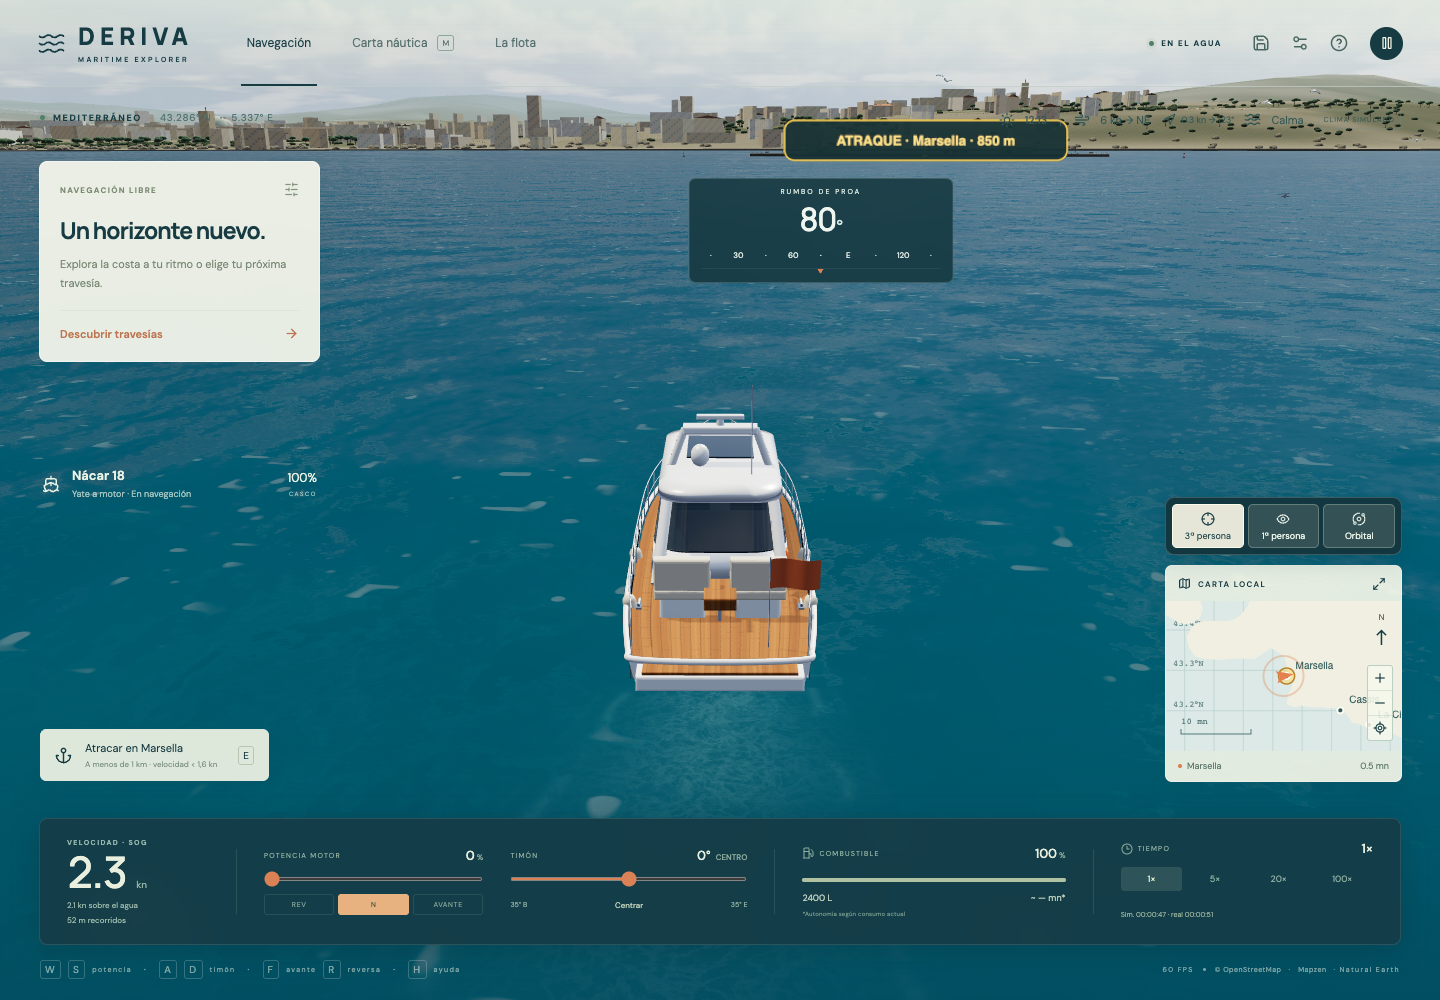 DERIVA
MARITIME EXPLORER
Navegación
Carta náutica M
La flota
EN EL AGUA
MEDITERRÁNEO 43.286° 5.337° E
Calma
ATRAQUE · Marsella · 850 m
NAVEGACIÓN LIBRE
Un horizonte nuevo.
Explora la costa a tu ritmo o elige tu próxima
travesía.
Descubrir travesías
RUMBO DE PROA
80°
· 30 · 60 · E · 120 ·
Nácar 18
Yate a motor · En navegación
100%
CASCO
3ª persona
1ª persona
Orbital
CARTA LOCAL
N
43.3°N
Marsella
43.2°N
10 mn
Marsella 0.5 mn
Atracar en Marsella
A menos de 1 km · velocidad < 1,6 kn
E
VELOCIDAD · SOG
2.3 kn
2.1 kn sobre el agua
52 m recorridos
POTENCIA MOTOR 0 %
REV N AVANTE
TIMÓN 0° CENTRO
35° B Centrar 35° E
COMBUSTIBLE 100 %
2400 L ~ — mn*
*Autonomía según consumo actual
TIEMPO 1×
1× 5× 20× 100×
Sim. 00:00:47 · real 00:00:51
W S potencia · A D timón · F avante R reversa · H ayuda
60 FPS • © OpenStreetMap · Mapzen · Natural Earth